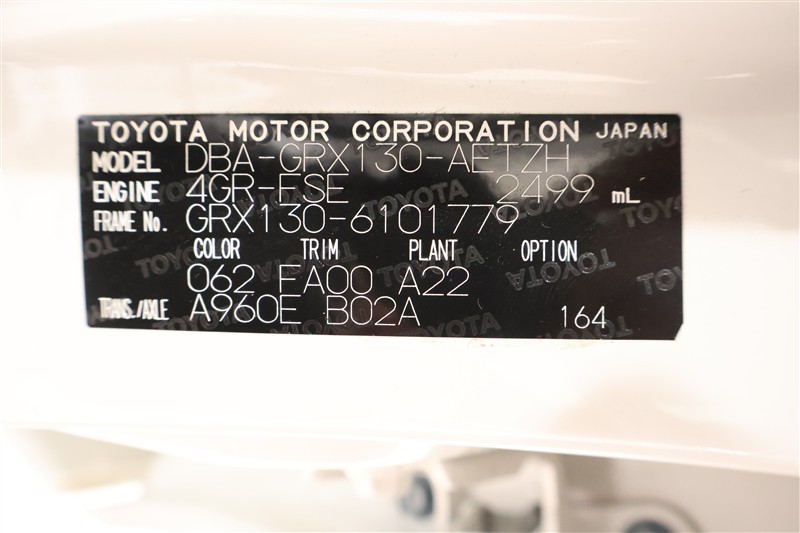 TOYOTA MOTOR CORPORATION JAPAN
MODEL DBA-GRX130-AETZH
ENGINE 4GR-FSE 2499 mL
FRAME No. GRX130-6101779
COLOR TRIM PLANT OPTION
062 FA00 A22
TRANS./AXLE A960E B02A 164